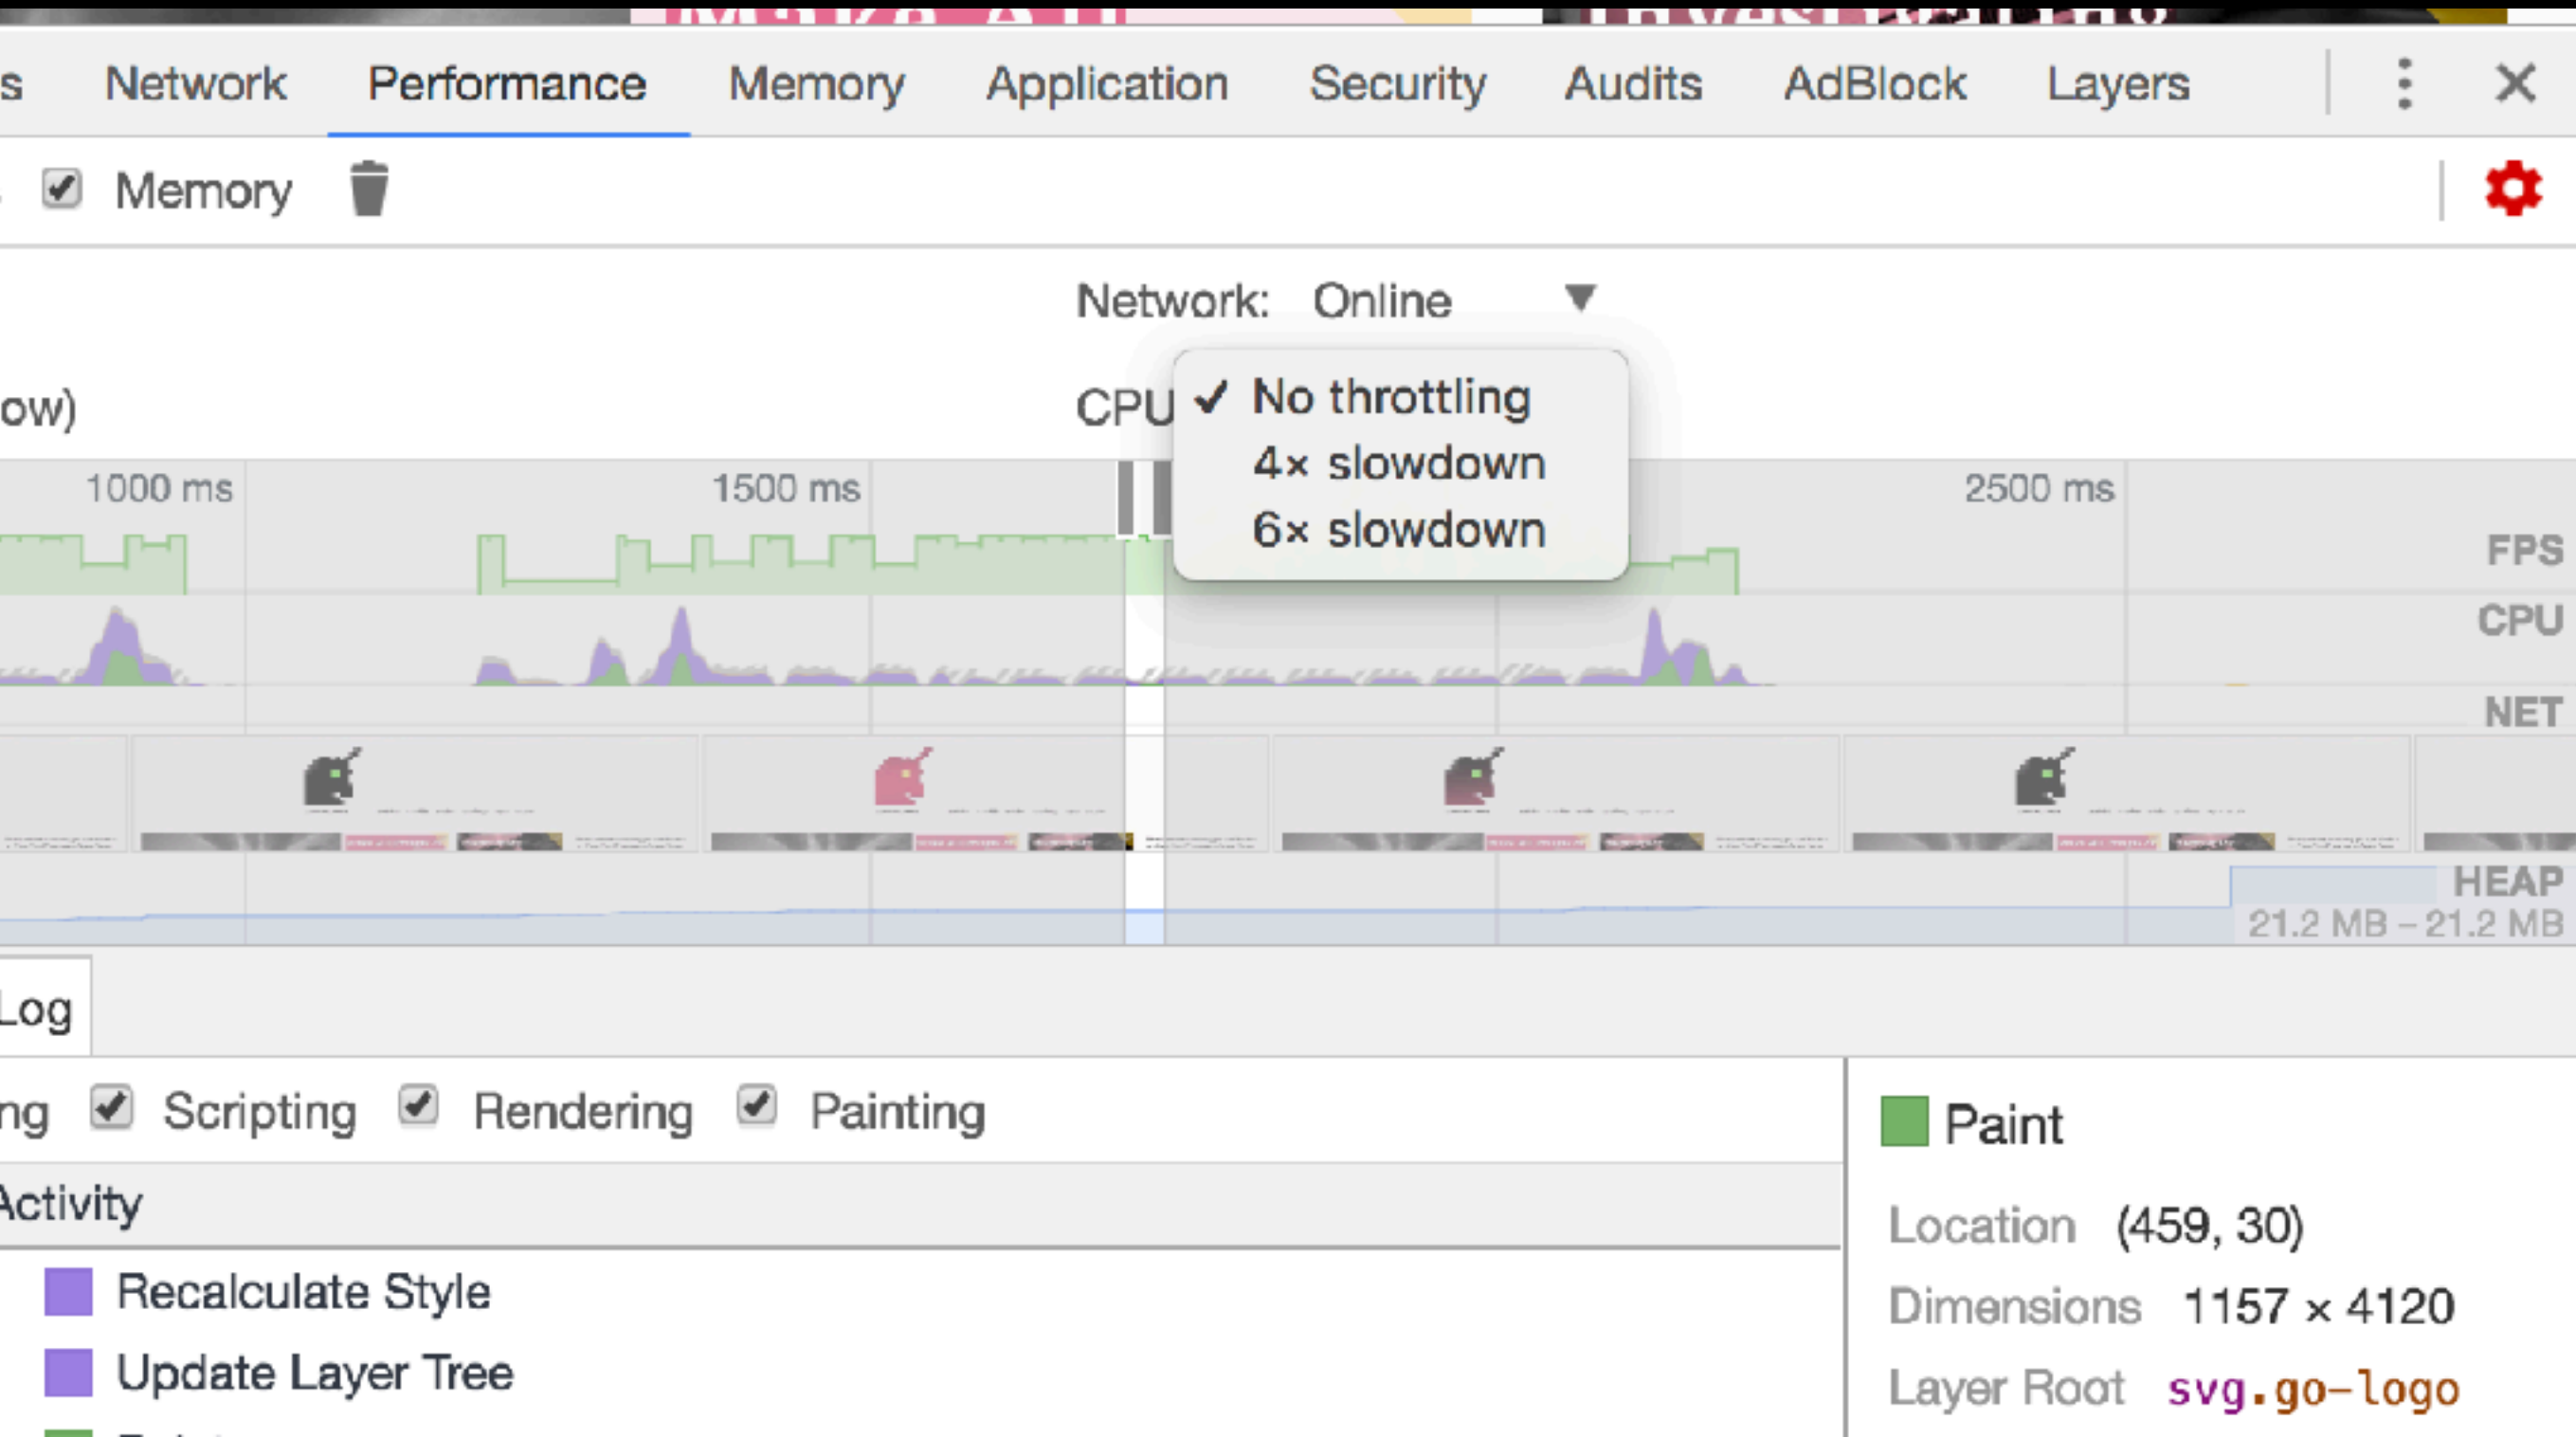 s Network Performance Memory Application Security Audits AdBlock Layers
Memory
Network: Online
ow) CPU
No throttling
4× slowdown
6× slowdown
1000 ms 1500 ms 2500 ms
FPS
CPU
NET
HEAP
21.2 MB – 21.2 MB
Log
ng Scripting Rendering Painting
Activity
Recalculate Style
Update Layer Tree
Paint
Location (459, 30)
Dimensions 1157 × 4120
Layer Root svg.go-logo